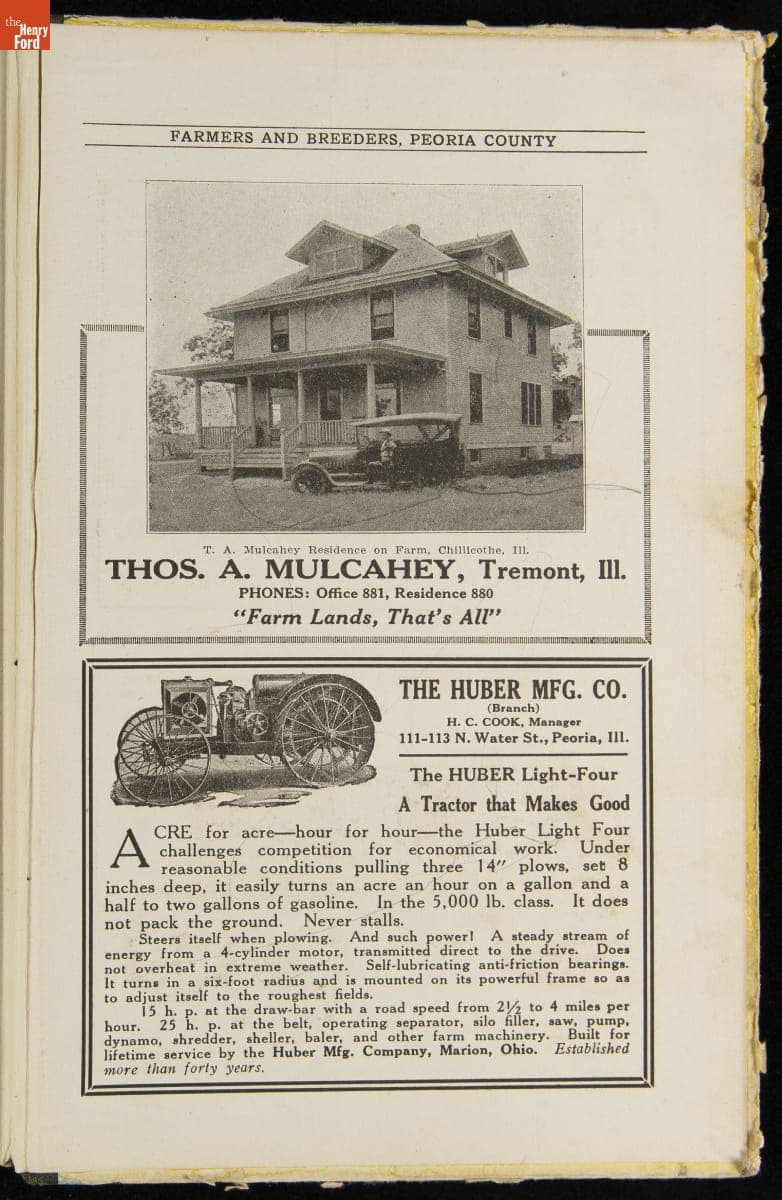 the
Henry
Ford
FARMERS AND BREEDERS, PEORIA COUNTY
T. A. Mulcahey Residence on Farm, Chillicothe, Ill.
THOS. A. MULCAHEY, Tremont, Ill.
PHONES: Office 881, Residence 880
"Farm Lands, That's All"
THE HUBER MFG. CO.
(Branch)
H. C. COOK, Manager
111-113 N. Water St., Peoria, Ill.
The HUBER Light-Four
A Tractor that Makes Good
ACRE for acre—hour for hour—the Huber Light Four
challenges competition for economical work. Under
reasonable conditions pulling three 14" plows, set 8
inches deep, it easily turns an acre an hour on a gallon and a
half to two gallons of gasoline. In the 5,000 lb. class. It does
not pack the ground. Never stalls.
Steers itself when plowing. And such power! A steady stream of
energy from a 4-cylinder motor, transmitted direct to the drive. Does
not overheat in extreme weather. Self-lubricating anti-friction bearings.
It turns in a six-foot radius and is mounted on its powerful frame so as
to adjust itself to the roughest fields.
15 h. p. at the draw-bar with a road speed from 2½ to 4 miles per
hour. 25 h. p. at the belt, operating separator, silo filler, saw, pump,
dynamo, shredder, sheller, baler, and other farm machinery. Built for
lifetime service by the Huber Mfg. Company, Marion, Ohio. Established
more than forty years.